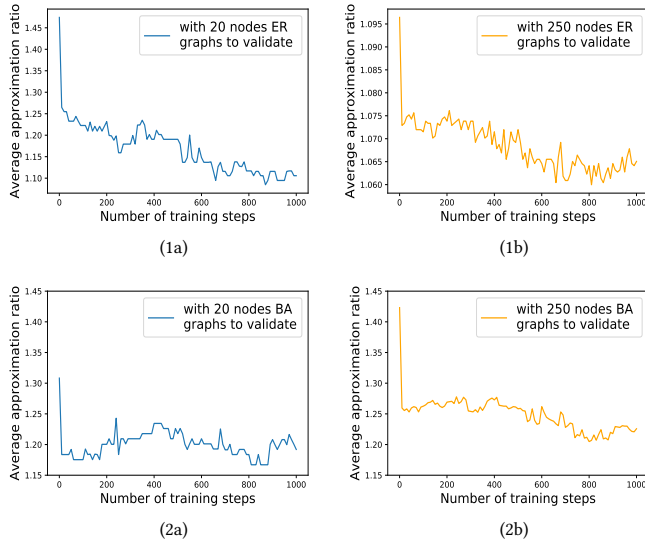 with 20 nodes ER
graphs to validate
Average approximation ratio
1.45
1.40
1.35
1.30
1.25
1.20
1.15
1.10
0
200
400
600
800
1000
Number of training steps
(1a)
with 250 nodes ER
graphs to validate
Average approximation ratio
1.095
1.090
1.085
1.080
1.075
1.070
1.065
1.060
0
200
400
600
800
1000
Number of training steps
(1b)
with 20 nodes BA
graphs to validate
Average approximation ratio
1.45
1.40
1.35
1.30
1.25
1.20
1.15
0
200
400
600
800
1000
Number of training steps
(2a)
with 250 nodes BA
graphs to validate
Average approximation ratio
1.45
1.40
1.35
1.30
1.25
1.20
1.15
0
200
400
600
800
1000
Number of training steps
(2b)